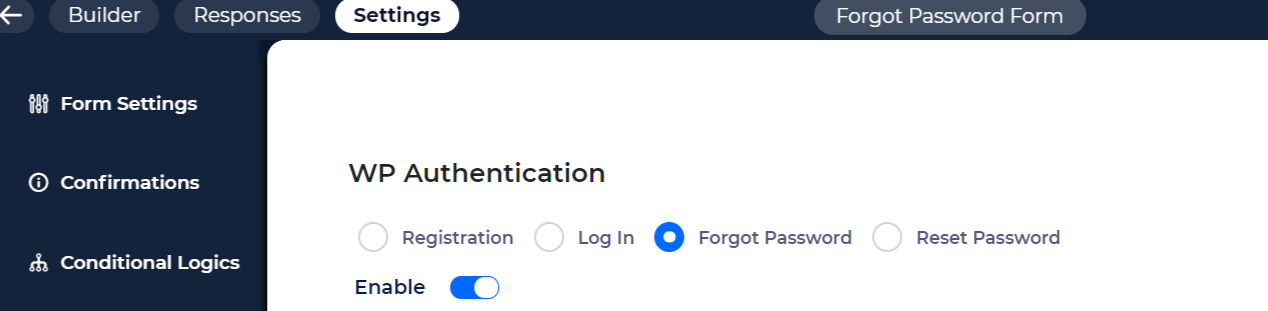 Builder Responses Settings Forgot Password Form
Form Settings
Confirmations
Conditional Logics
WP Authentication
Registration Log In Forgot Password Reset Password
Enable